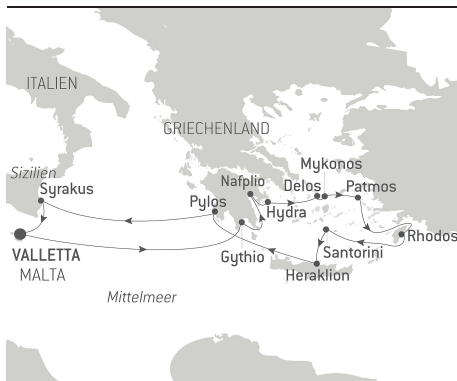 ITALIEN
GRIECHENLAND
Mykonos
Sizilien
Syrakus
Nafplio
Delos
Patmos
Pylos
Hydra
Rhodos
VALLETTA
MALTA
Gythio
Santorini
Heraklion
Mittelmeer